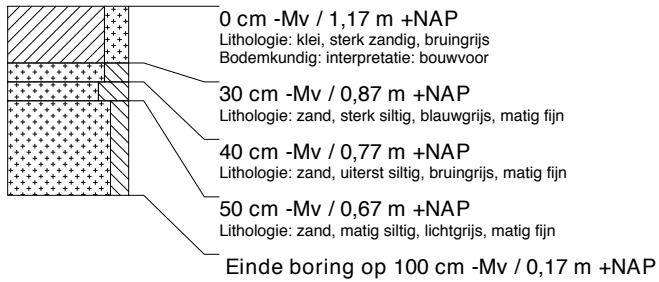 0 cm -Mv / 1,17 m +NAP
Lithologie: klei, sterk zandig, bruingrijs
Bodemkundig: interpretatie: bouwvoor
30 cm -Mv / 0,87 m +NAP
Lithologie: zand, sterk siltig, blauwgrijs, matig fijn
40 cm -Mv / 0,77 m +NAP
Lithologie: zand, uiterst siltig, bruingrijs, matig fijn
50 cm -Mv / 0,67 m +NAP
Lithologie: zand, matig siltig, lichtgrijs, matig fijn
Einde boring op 100 cm -Mv / 0,17 m +NAP